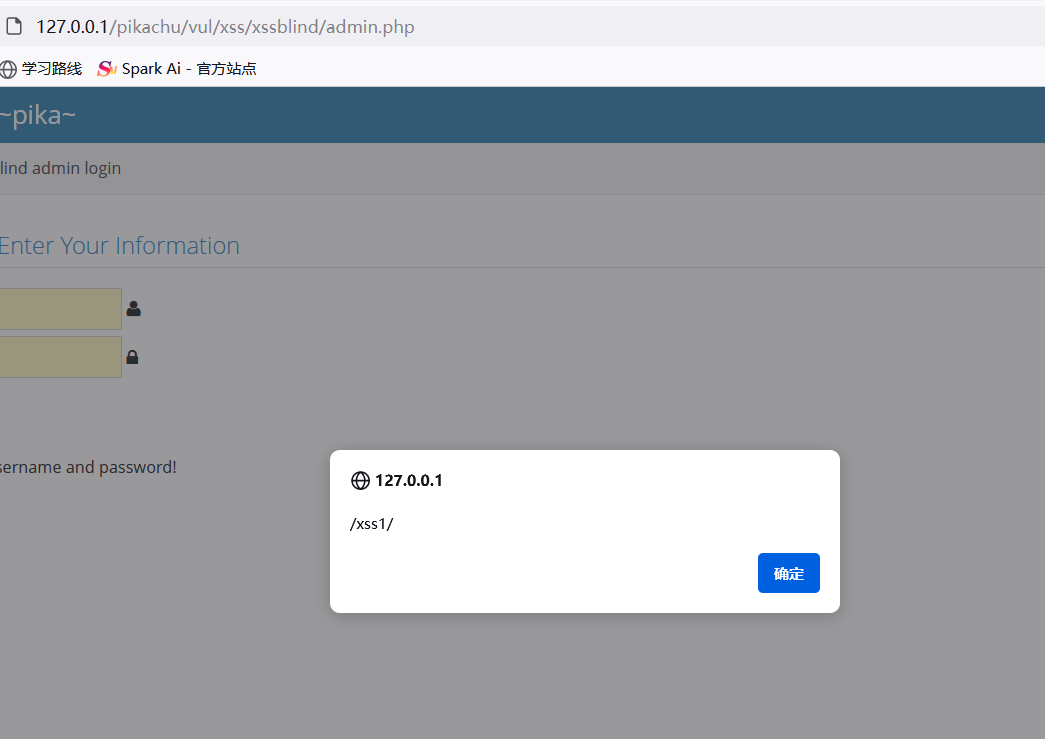 127.0.0.1/pikachu/vul/xss/xssblind/admin.php
学习路线 Spark Ai - 官方站点
~pika~
lind admin login
Enter Your Information
sername and password!
127.0.0.1
/xss1/
确定